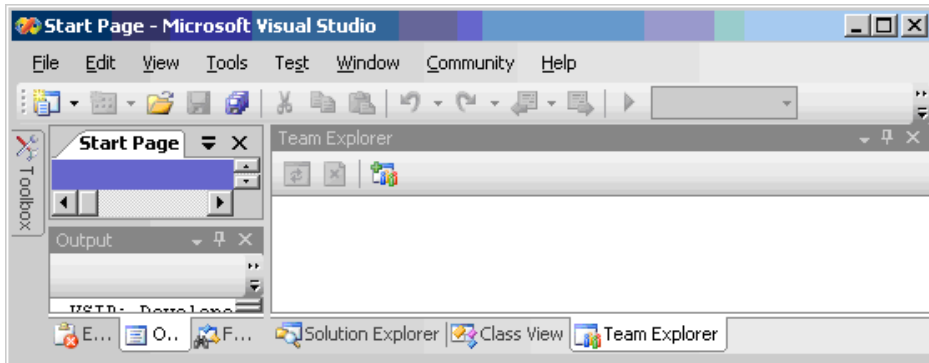 Start Page - Microsoft Visual Studio
File Edit View Tools Test Window Community Help
Toolbox
Start Page
Team Explorer
Output
E... O.. F...
Solution Explorer Class View Team Explorer